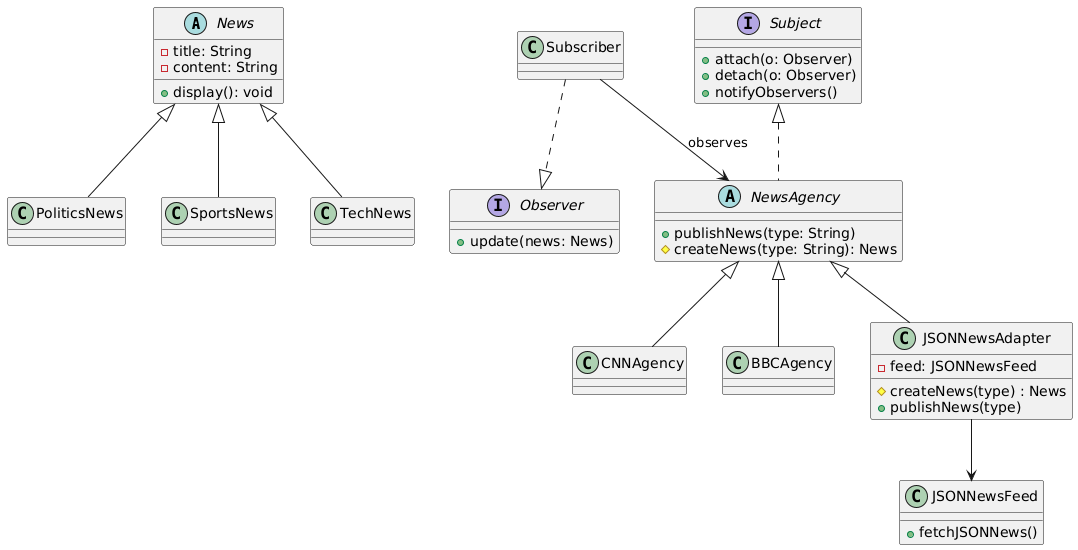 A News
title: String
content: String
display(): void
C PoliticsNews
C SportsNews
C TechNews
C Subscriber
I Subject
attach(o: Observer)
detach(o: Observer)
notifyObservers()
observes
I Observer
update(news: News)
A NewsAgency
publishNews(type: String)
createNews(type: String): News
C CNNAgency
C BBCAgency
C JSONNewsAdapter
feed: JSONNewsFeed
createNews(type) : News
publishNews(type)
C JSONNewsFeed
fetchJSONNews()